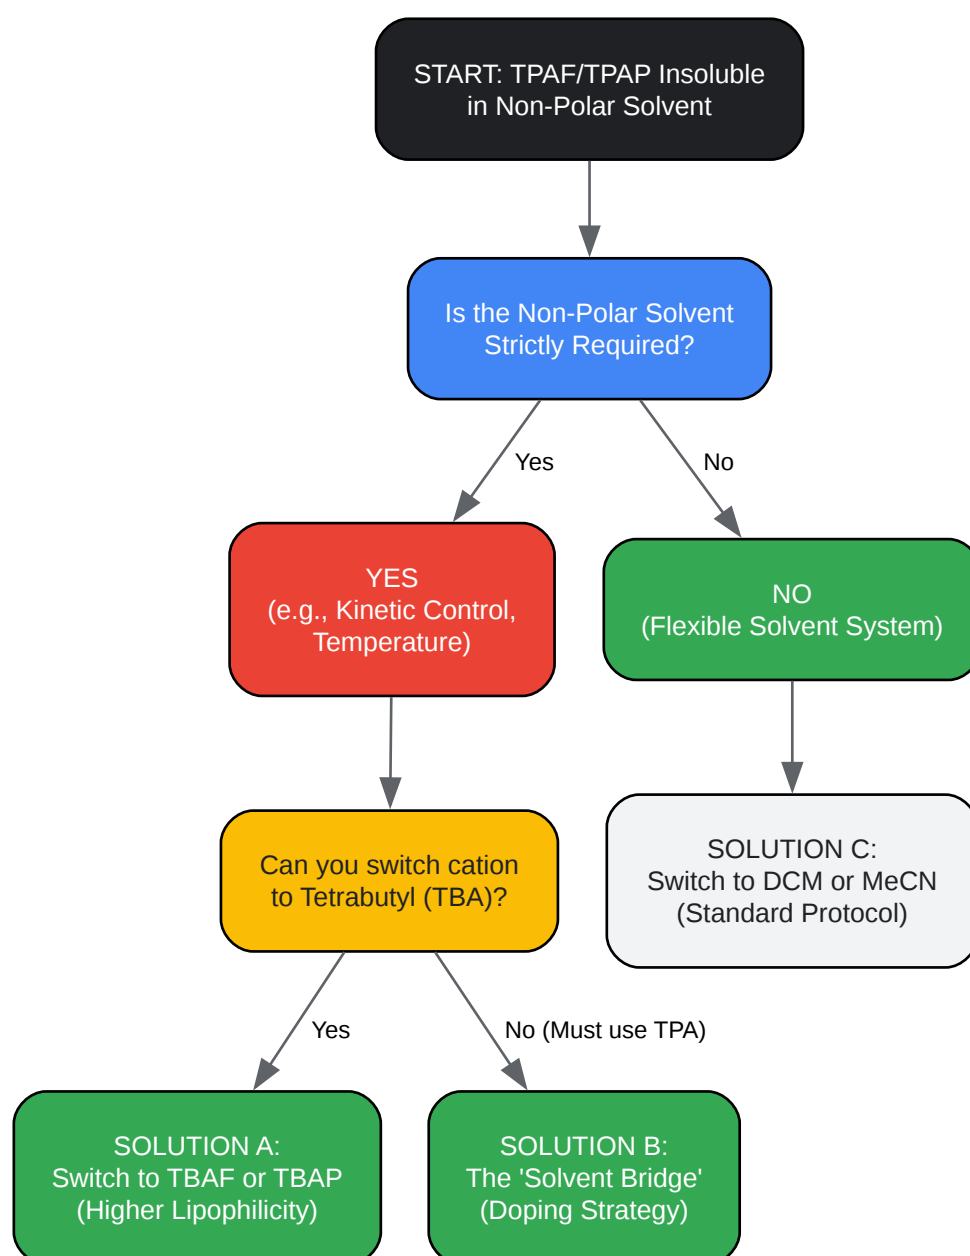 START: TPAF/TPAP Insoluble
in Non-Polar Solvent
Is the Non-Polar Solvent
Strictly Required?
Yes
No
YES
(e.g., Kinetic Control,
Temperature)
NO
(Flexible Solvent System)
Can you switch cation
to Tetrabutyl (TBA)?
SOLUTION C:
Switch to DCM or MeCN
(Standard Protocol)
Yes
No (Must use TPA)
SOLUTION A:
Switch to TBAF or TBAP
(Higher Lipophilicity)
SOLUTION B:
The 'Solvent Bridge'
(Doping Strategy)